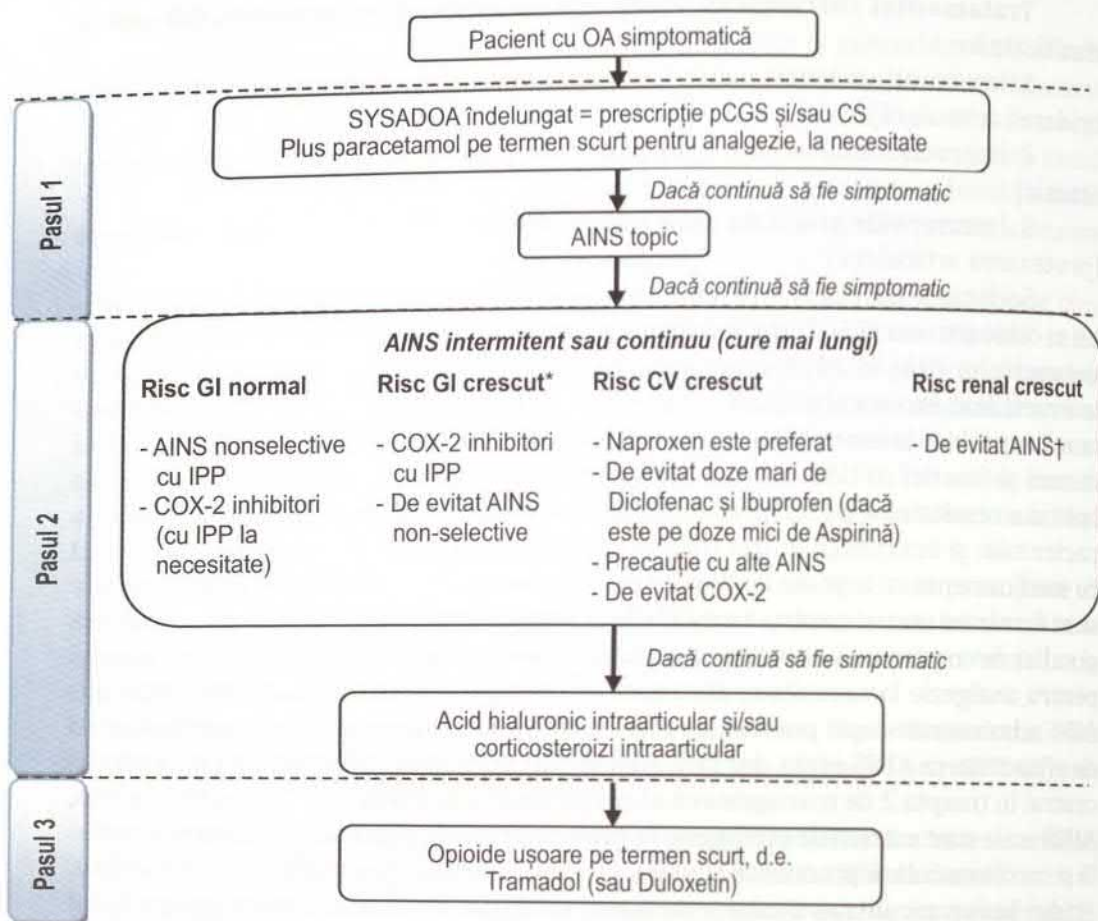 Pacient cu OA simptomatică
Pasul 1
SYSADOA îndelungat = prescripție pCGS și/sau CS
Plus paracetamol pe termen scurt pentru analgezie, la necesitate
Dacă continuă să fie simptomatic
AINS topic
Dacă continuă să fie simptomatic
Pasul 2
AINS intermitent sau continuu (cure mai lungi)
Risc GI normal
- AINS nonselective
cu IPP
- COX-2 inhibitori
(cu IPP la
necesitate)
Risc GI crescut*
- COX-2 inhibitori
cu IPP
- De evitat AINS
non-selective
Risc CV crescut
- Naproxen este preferat
- De evitat doze mari de
Diclofenac și Ibuprofen (dacă
este pe doze mici de Aspirină)
- Precauție cu alte AINS
- De evitat COX-2
Risc renal crescut
- De evitat AINS†
Dacă continuă să fie simptomatic
Acid hialuronic intraarticular și/sau
corticosteroizi intraarticular
Pasul 3
Opioide ușoare pe termen scurt, d.e.
Tramadol (sau Duloxetin)